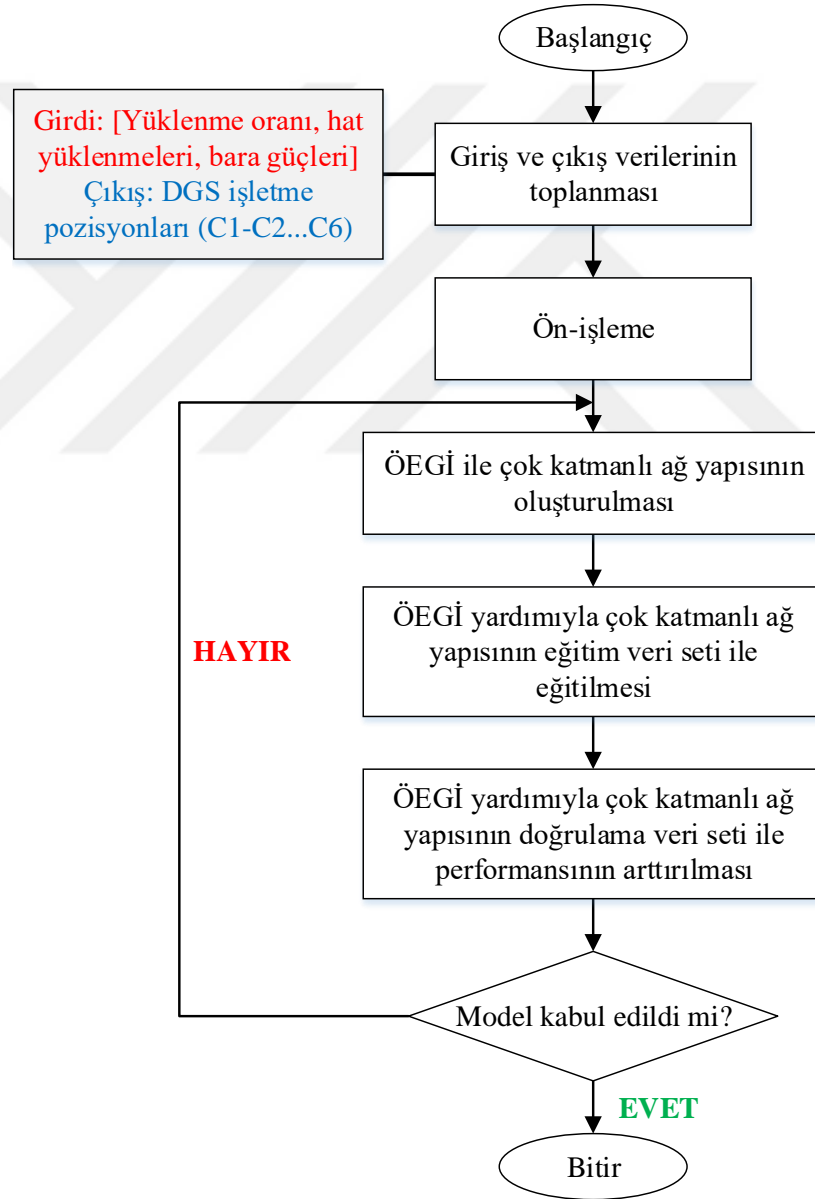 Başlangıç
Girdi: [Yüklenme oranı, hat
yüklenmeleri, bara güçleri]
Çıkış: DGS işletme
pozisyonları (C1-C2...C6)
Giriş ve çıkış verilerinin
toplanması
Ön-işleme
ÖEGİ ile çok katmanlı ağ yapısının
oluşturulması
ÖEGİ yardımıyla çok katmanlı ağ
yapısının eğitim veri seti ile
eğitilmesi
HAYIR
ÖEGİ yardımıyla çok katmanlı ağ
yapısının doğrulama veri seti ile
performansının arttırılması
Model kabul edildi mi?
EVET
Bitir